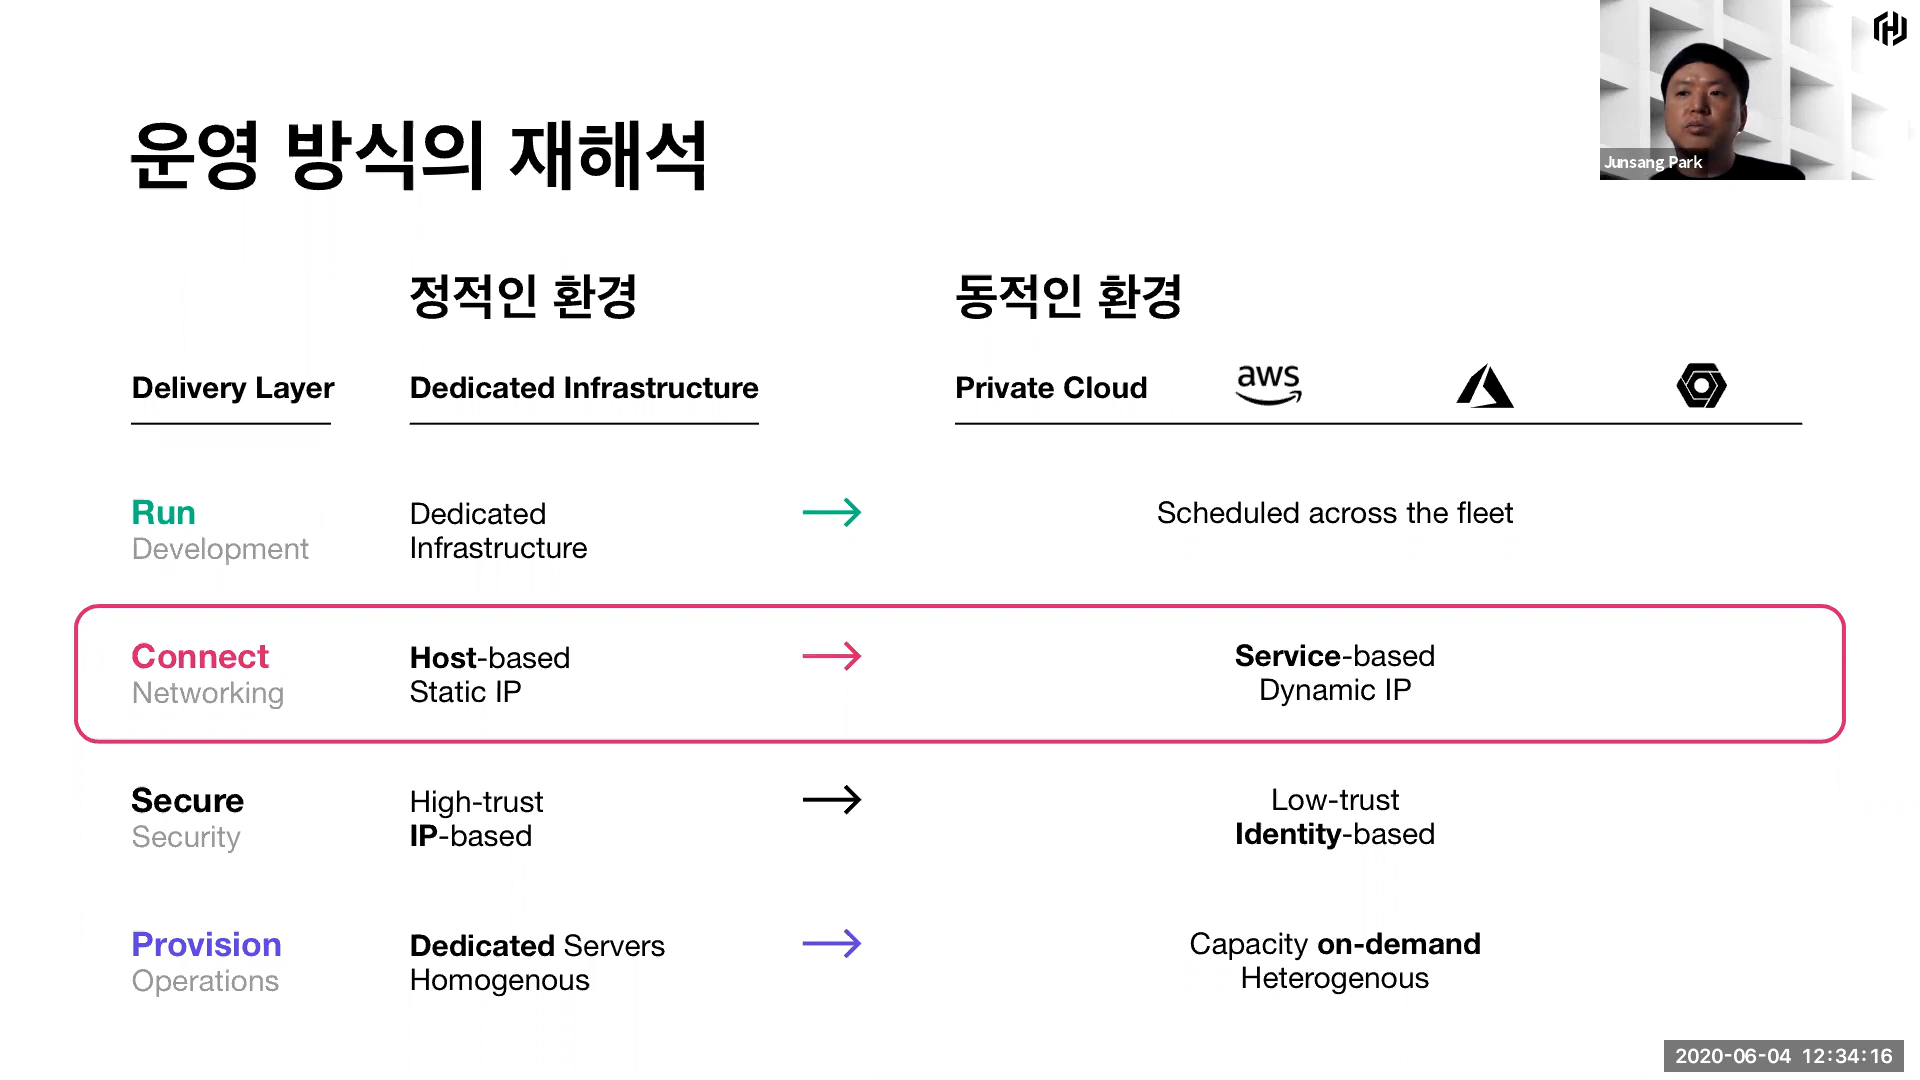 Junsang Park
운영 방식의 재해석
정적인 환경
동적인 환경
Delivery Layer
Dedicated Infrastructure
Private Cloud
aws
Run
Development
Dedicated
Infrastructure
Scheduled across the fleet
Connect
Networking
Host-based
Static IP
Service-based
Dynamic IP
Secure
Security
High-trust
IP-based
Low-trust
Identity-based
Provision
Operations
Dedicated Servers
Homogenous
Capacity on-demand
Heterogenous
2020-06-04 12:34:16